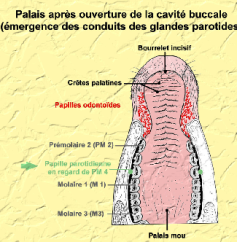 Palais après ouverture de la cavité buccale
(émergence des conduits des glandes parotides
Bourrelet incisif
Crêtes palatines
Papilles odontoïdes
Prémolaire 2 (PM 2)
Papille parotidienne
en regard de PM 4
Molaire 1 (M 1)
Molaire 3 (M3)
Palais mou